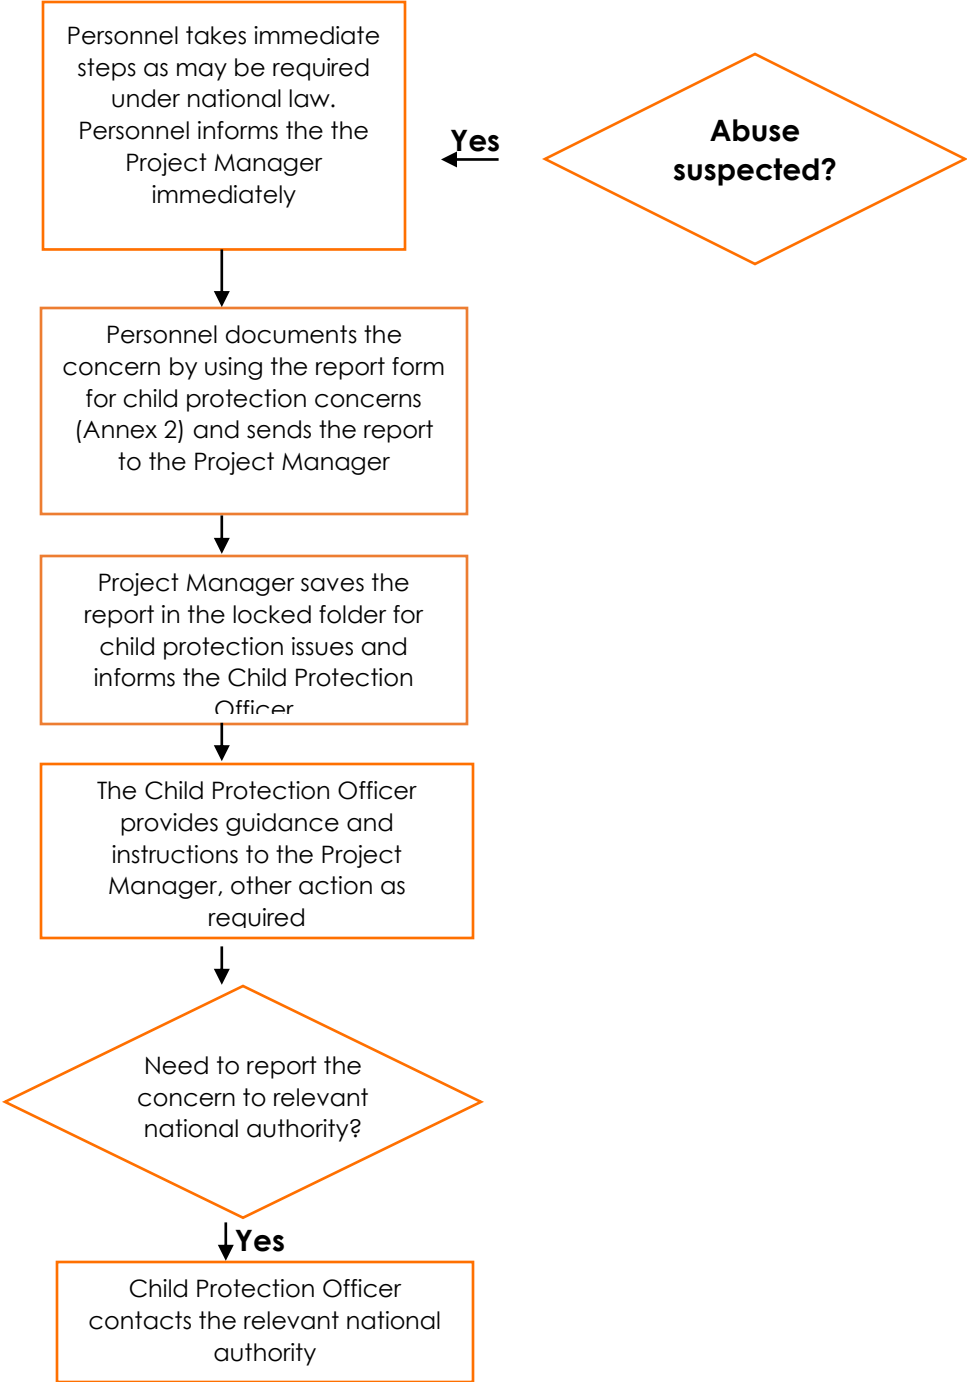 Abuse
suspected?
Yes
Personnel takes immediate
steps as may be required
under national law.
Personnel informs the the
Project Manager
immediately
Personnel documents the
concern by using the report form
for child protection concerns
(Annex 2) and sends the report
to the Project Manager
Project Manager saves the
report in the locked folder for
child protection issues and
informs the Child Protection
Officer
The Child Protection Officer
provides guidance and
instructions to the Project
Manager, other action as
required
Need to report the
concern to relevant
national authority?
Yes
Child Protection Officer
contacts the relevant national
authority